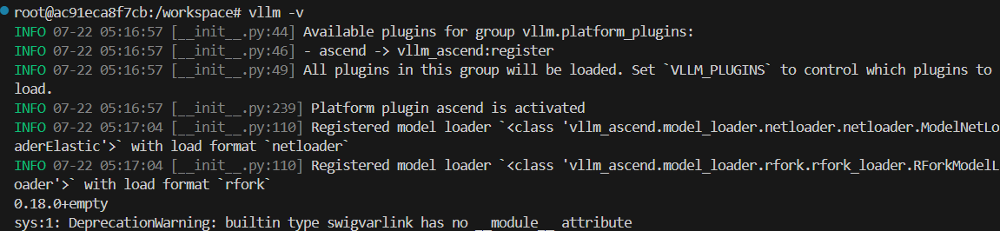 root@ac91eca8f7cb:/workspace# vllm -v
INFO 07-22 05:16:57 [__init__.py:44] Available plugins for group vllm.platform_plugins:
INFO 07-22 05:16:57 [__init__.py:46] - ascend -> vllm_ascend:register
INFO 07-22 05:16:57 [__init__.py:49] All plugins in this group will be loaded. Set `VLLM_PLUGINS` to control which plugins to
load.
INFO 07-22 05:16:57 [__init__.py:239] Platform plugin ascend is activated
INFO 07-22 05:17:04 [__init__.py:110] Registered model loader `<class 'vllm_ascend.model_loader.netloader.netloader.ModelNetLo
aderElastic'>` with load format `netloader`
INFO 07-22 05:17:04 [__init__.py:110] Registered model loader `<class 'vllm_ascend.model_loader.rfork.rfork_loader.RForkModelL
oader'>` with load format `rfork`
0.18.0+empty
sys:1: DeprecationWarning: builtin type swigvarlink has no __module__ attribute